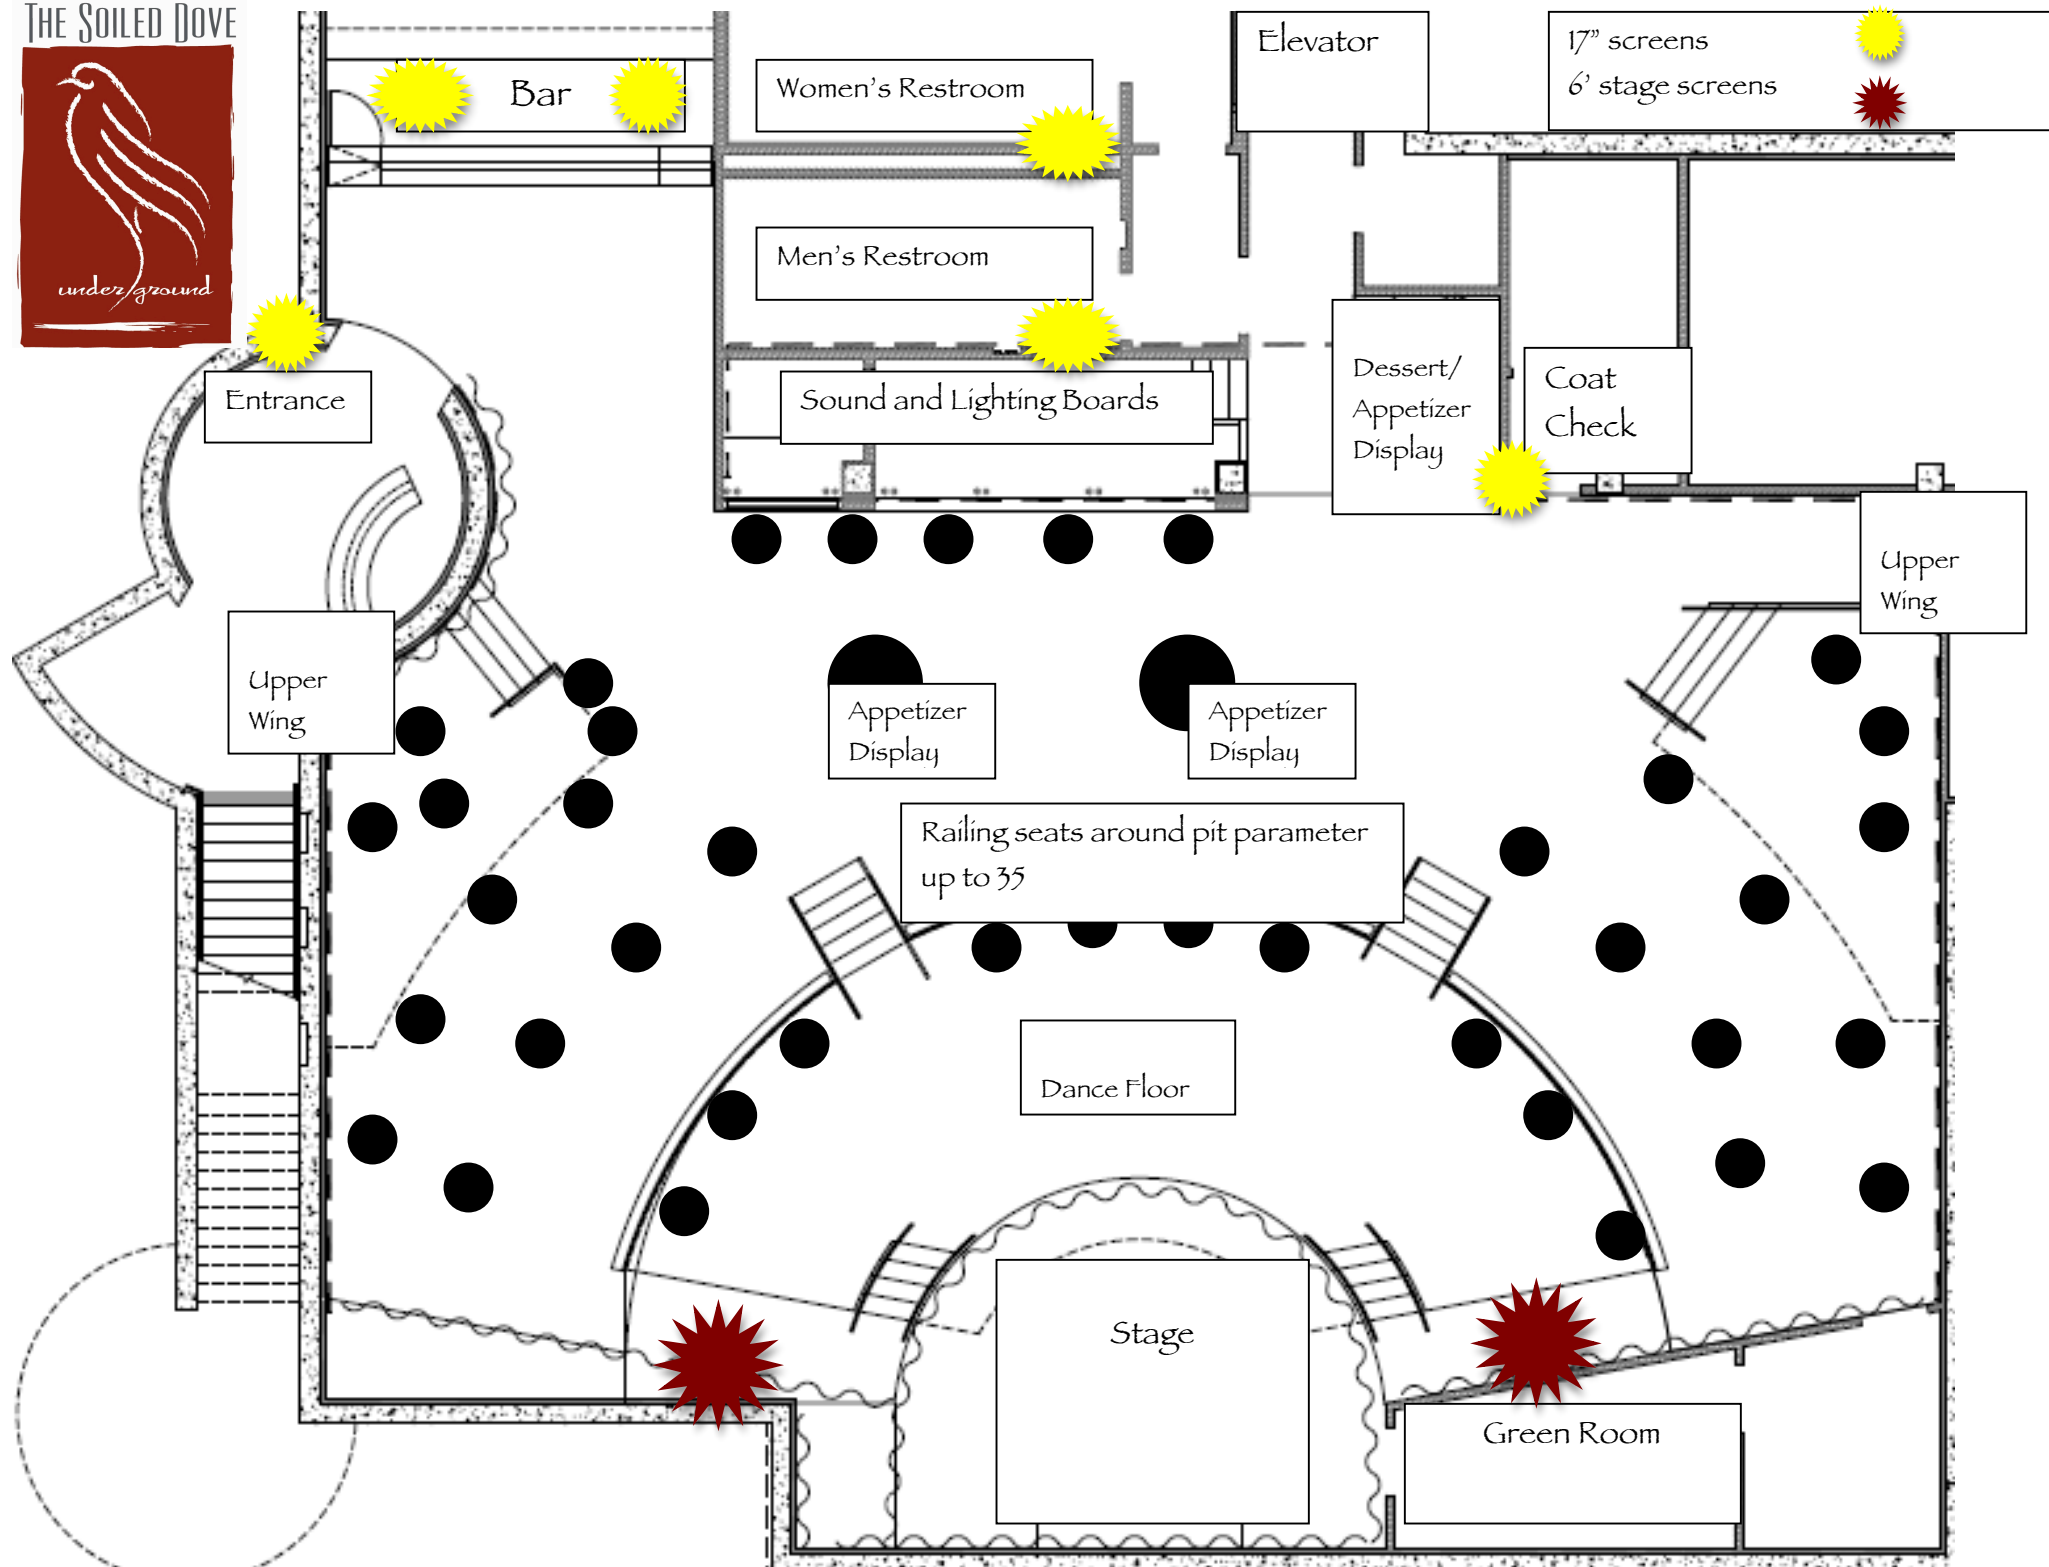 THE SOILED DOVE
under/ground
Bar
Women's Restroom
Elevator
17" screens
6' stage screens
Men's Restroom
Entrance
Sound and Lighting Boards
Dessert/
Appetizer
Display
Coat
Check
Upper
Wing
Upper
Wing
Appetizer
Display
Appetizer
Display
Railing seats around pit parameter
up to 35
Dance Floor
Stage
Green Room